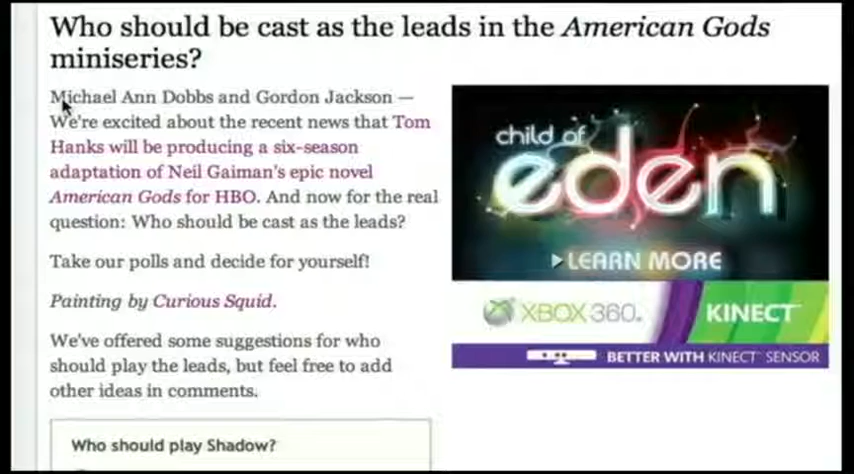 Who should be cast as the leads in the American Gods
miniseries?
Michael Ann Dobbs and Gordon Jackson —
We're excited about the recent news that Tom
Hanks will be producing a six-season
adaptation of Neil Gaiman's epic novel
American Gods for HBO. And now for the real
question: Who should be cast as the leads?
Take our polls and decide for yourself!
Painting by Curious Squid.
We've offered some suggestions for who
should play the leads, but feel free to add
other ideas in comments.
Who should play Shadow?
child of
eden
LEARN MORE
XBOX 360.
KINECT
BETTER WITH KINECT SENSOR